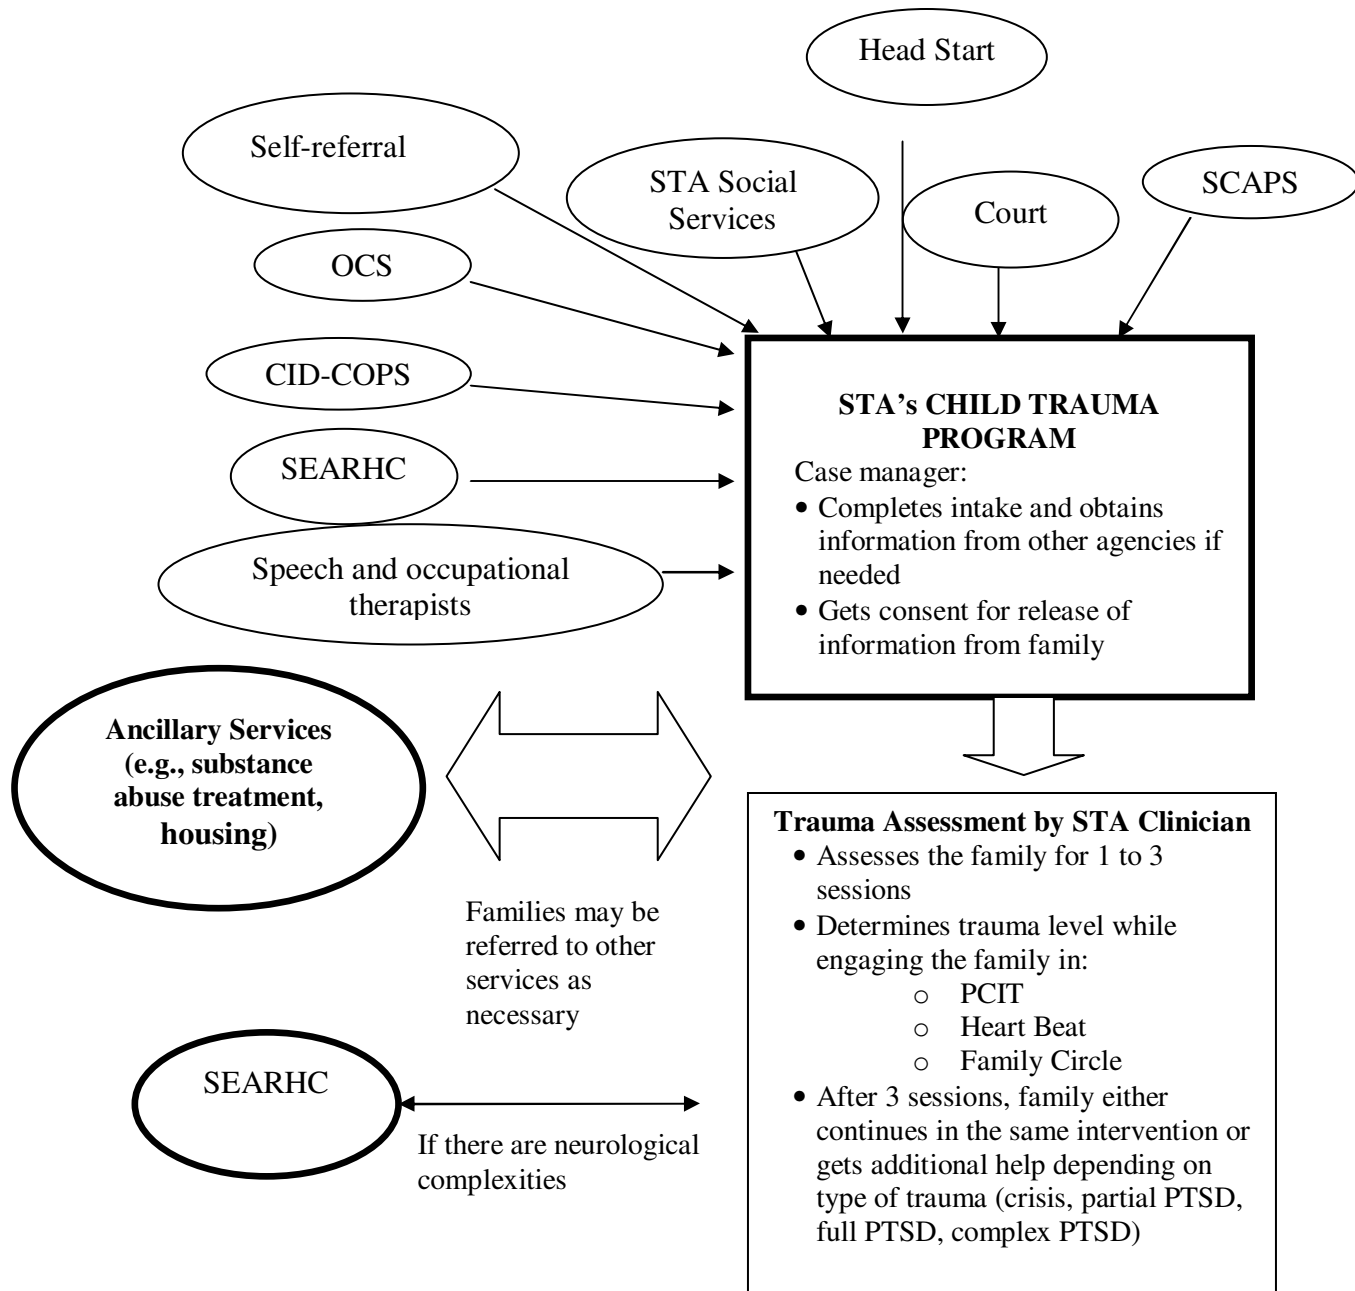 Head Start
Self-referral
STA Social
Services
SCAPS
Court
OCS
CID-COPS
SEARHC
Speech and occupational
therapists
STA’s CHILD TRAUMA
PROGRAM
Case manager:
• Completes intake and obtains
information from other agencies if
needed
• Gets consent for release of
information from family
Ancillary Services
(e.g., substance
abuse treatment,
housing)
Families may be
referred to other
services as
necessary
Trauma Assessment by STA Clinician
• Assesses the family for 1 to 3
sessions
• Determines trauma level while
engaging the family in:
o PCIT
o Heart Beat
o Family Circle
• After 3 sessions, family either
continues in the same intervention or
gets additional help depending on
type of trauma (crisis, partial PTSD,
full PTSD, complex PTSD)
SEARHC
If there are neurological
complexities